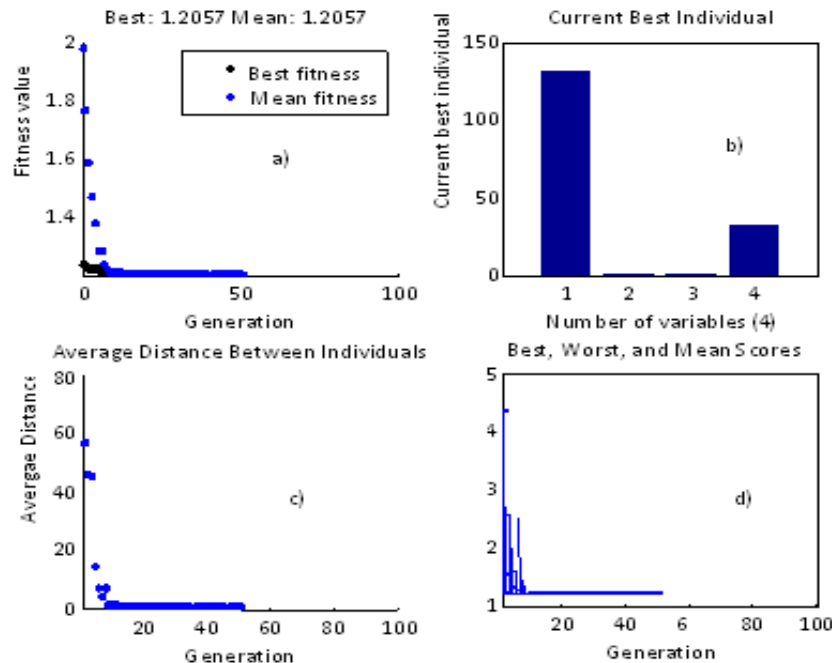 Best: 1.2057 Mean: 1.2057
Fitness value
2
1.8
1.6
1.4
Best fitness
Mean fitness
a)
0
50
100
Generation
Current Best Individual
Current best individual
150
100
50
0
b)
1
2
3
4
Number of variables (4)
Average Distance Between Individuals
Avergae Distance
80
60
40
20
0
c)
20
40
60
80
100
Generation
Best, Worst, and Mean Scores
5
4
3
2
1
d)
20
40
6
80
100
Generation